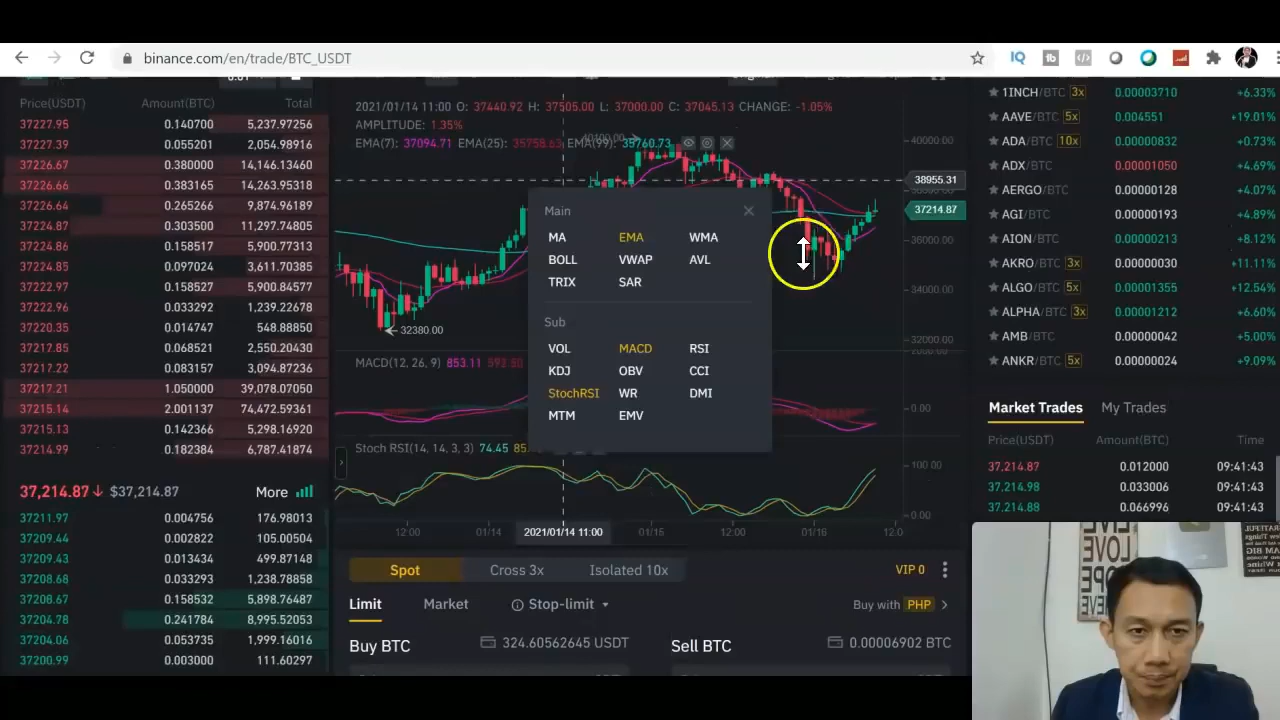 binance.com/en/trade/BTC_USDT
Price(USDT) Amount(BTC) Total
37227.95 0.140700 5,237.97256
37227.39 0.055201 2,054.98916
37226.67 0.380000 14,146.13460
37226.66 0.383165 14,263.95318
37226.64 0.265266 9,874.96189
37224.87 0.303505 11,297.74805
37224.86 0.158517 5,900.77313
37224.85 0.097024 3,611.70385
37222.97 0.158532 5,901.23185
37222.96 0.033292 1,239.22678
37220.35 0.014747 548.88850
37217.85 0.068521 2,550.20430
37217.22 0.083157 3,094.87236
37217.21 1.050000 39,078.07050
37215.14 2.001137 74,472.59361
37215.13 0.142366 5,298.16920
37214.99 0.182384 6,787.41874
37,214.87 $37,214.87 More
37211.97 0.004756 176.98013
37209.44 0.002822 105.00504
37209.43 0.013434 499.87148
37208.68 0.033293 1,238.78858
37208.67 0.158532 5,898.76487
37204.78 0.241784 8,995.52053
37204.06 0.053735 1,999.16016
37200.99 0.003000 111.60297
2021/01/14 11:00 O: 37440.92 H: 37505.00 L: 37000.00 C: 37045.13 CHANGE: -1.05%
AMPLITUDE: 1.35%
EMA(7): 37094.71 EMA(25): 35758.63 EMA(99): 35760.73
40000.00
38955.31
37214.87
36000.00
34000.00
32000.00
32380.00
Main
MA EMA WMA
BOLL VWAP AVL
TRIX SAR
Sub
VOL MACD RSI
KDJ OBV CCI
StochRSI WR DMI
MTM EMV
MACD(12, 26, 9) 853.11 592.50
0.00
Stoch RSI(14, 14, 3, 3) 74.45
100.00
0.00
12:00 01/14 2021/01/14 11:00 01/15 12:00 01/16
Spot Cross 3x Isolated 10x VIP 0
Limit Market Stop-limit Buy with PHP
Buy BTC 324.60562645 USDT Sell BTC 0.00006902 BTC
1INCH/BTC 3x 0.00003710 +6.33%
AAVE/BTC 5x 0.004551 +19.01%
ADA/BTC 10x 0.00000832 +0.73%
ADX/BTC 0.00001050 +4.69%
AERGO/BTC 0.00000128 +4.07%
AGI/BTC 0.00000193 +4.89%
AION/BTC 0.00000213 +8.12%
AKRO/BTC 3x 0.00000030 +11.11%
ALGO/BTC 5x 0.00001355 +12.54%
ALPHA/BTC 3x 0.00001212 +6.60%
AMB/BTC 0.00000042 +5.00%
ANKR/BTC 5x 0.00000024 +9.09%
Market Trades My Trades
Price(USDT) Amount(BTC) Time
37,214.87 0.012000 09:41:43
37,214.98 0.033006 09:41:43
37,214.88 0.066996 09:41:43